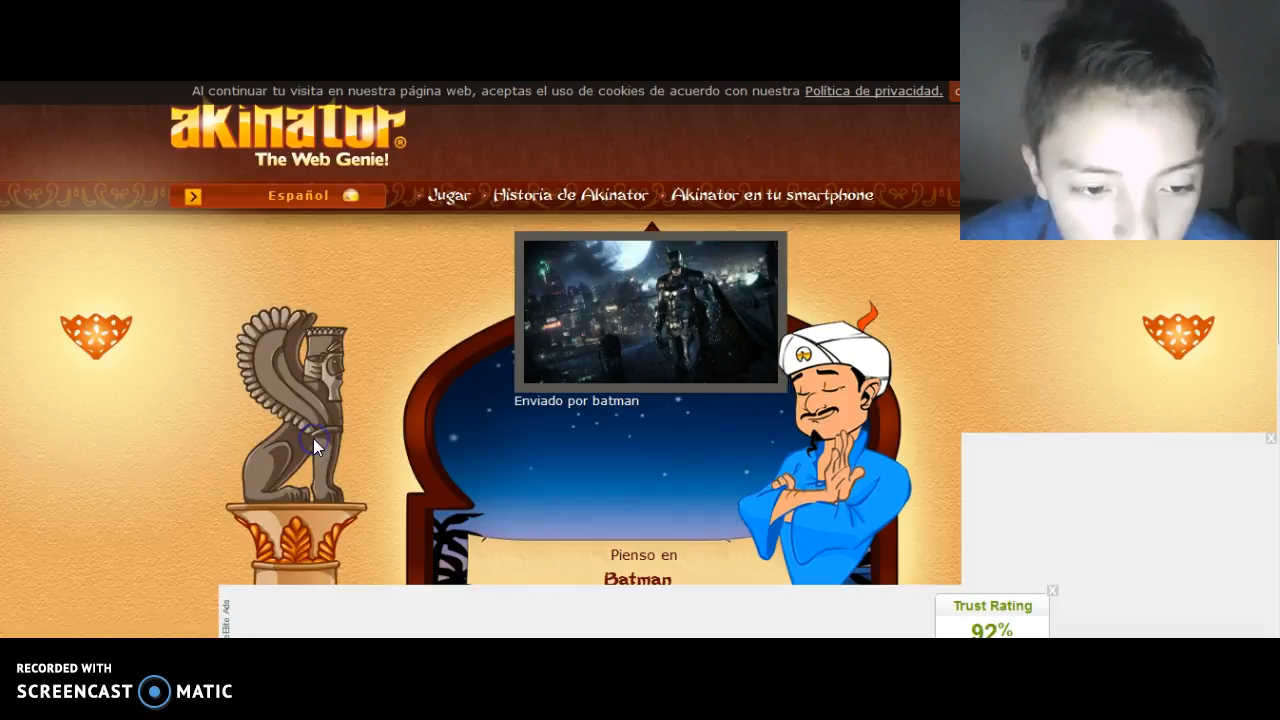 Al continuar tu visita en nuestra página web, aceptas el uso de cookies de acuerdo con nuestra Política de privacidad.
akinator®
The Web Genie!
Español
Jugar
Historia de Akinator
Akinator en tu smartphone
Enviado por batman
Pienso en
Batman
Elite Ads
Trust Rating
92%
RECORDED WITH
SCREENCAST MATIC